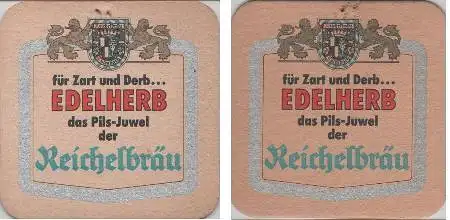 für Zart und Derb...
EDELHERB
das Pils-Juwel
der
Reichelbräu
für Zart und Derb...
EDELHERB
das Pils-Juwel
der
Reichelbräu